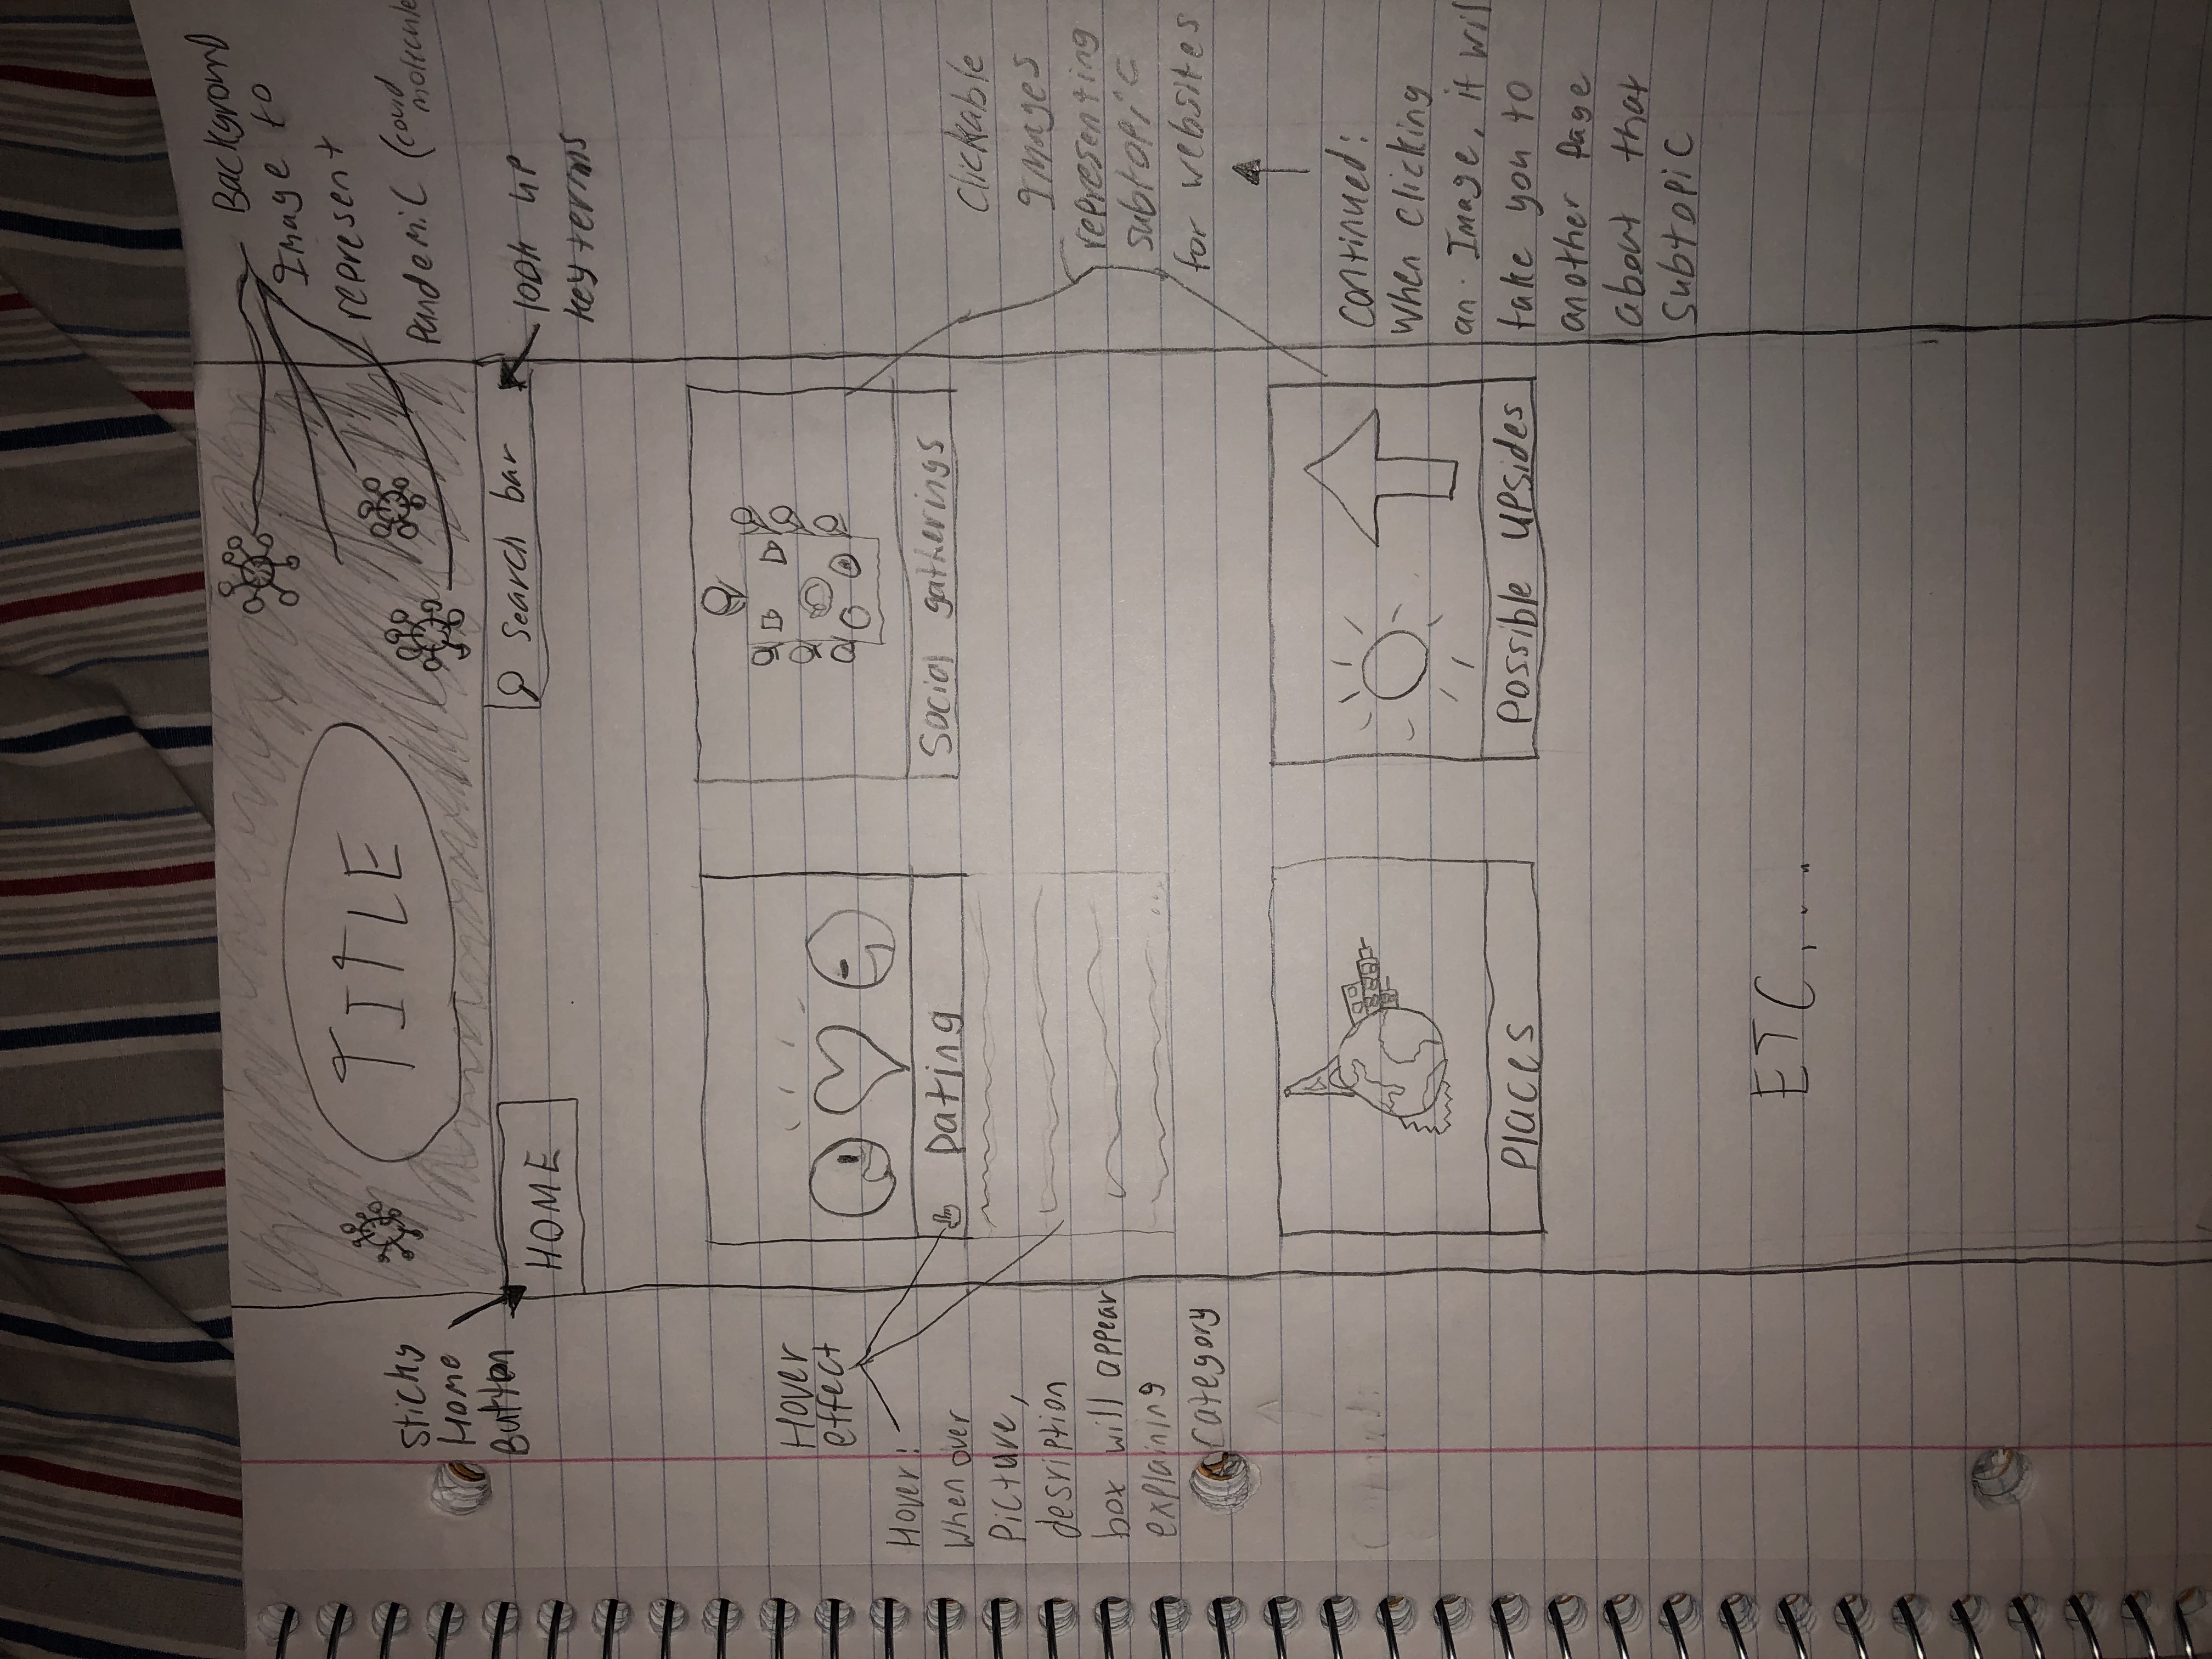 Background
Image to
represent
Pandemic (covid
molecule
TITLE
Sticky
Home
Button
HOME
Search bar
look up
key terms
Hover
effect
Hover:
When over
Picture,
desription
box will appear
explaining
category
Dating
Social gatherings
Clickable
Images
representing
subtopic
for websites
Places
Possible upsides
continued:
When clicking
an Image, it will
take you to
another page
about that
subtopic
ETC,...